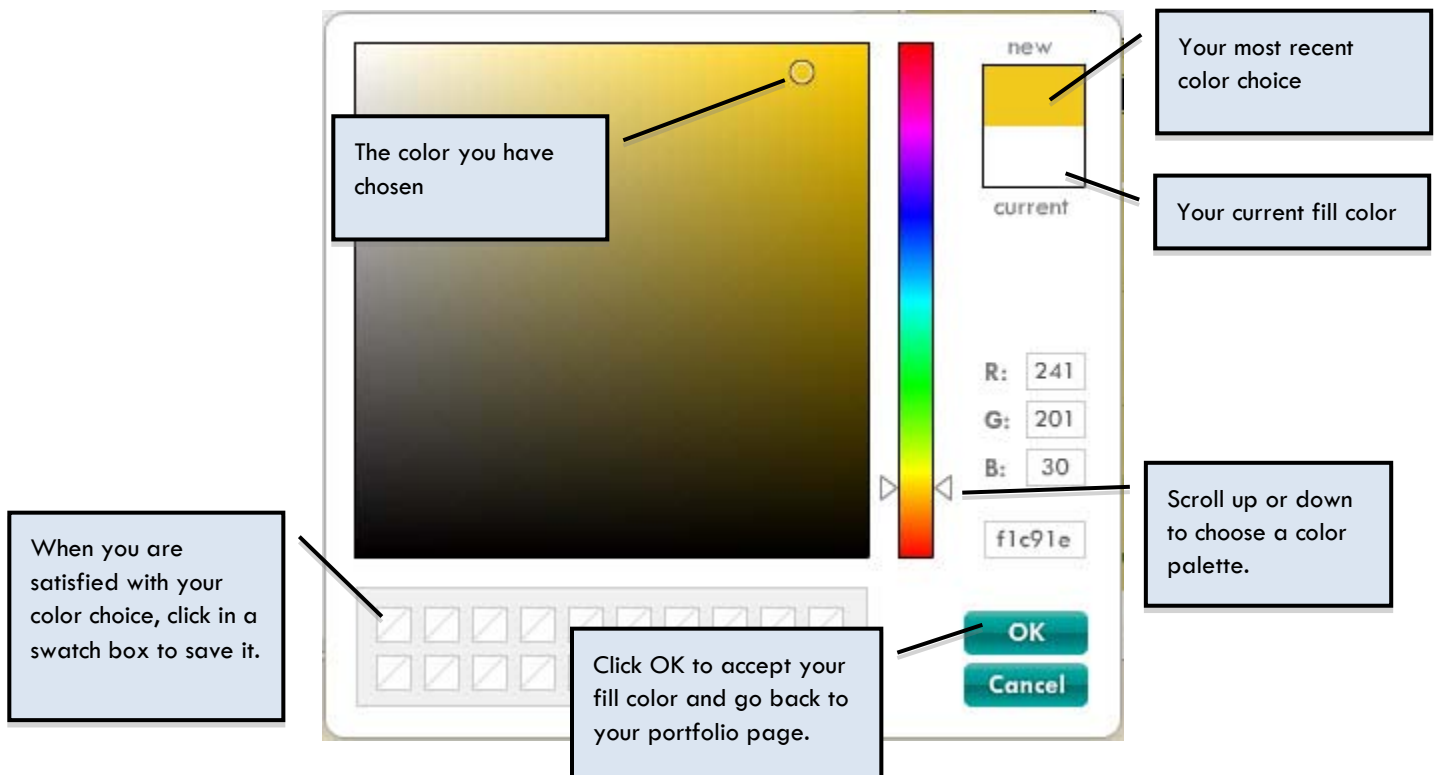 new
Your most recent
color choice
The color you have
chosen
current
Your current fill color
R: 241
G: 201
B: 30
f1c91e
Scroll up or down
to choose a color
palette.
When you are
satisfied with your
color choice, click in a
swatch box to save it.
Click OK to accept your
fill color and go back to
your portfolio page.
OK
Cancel